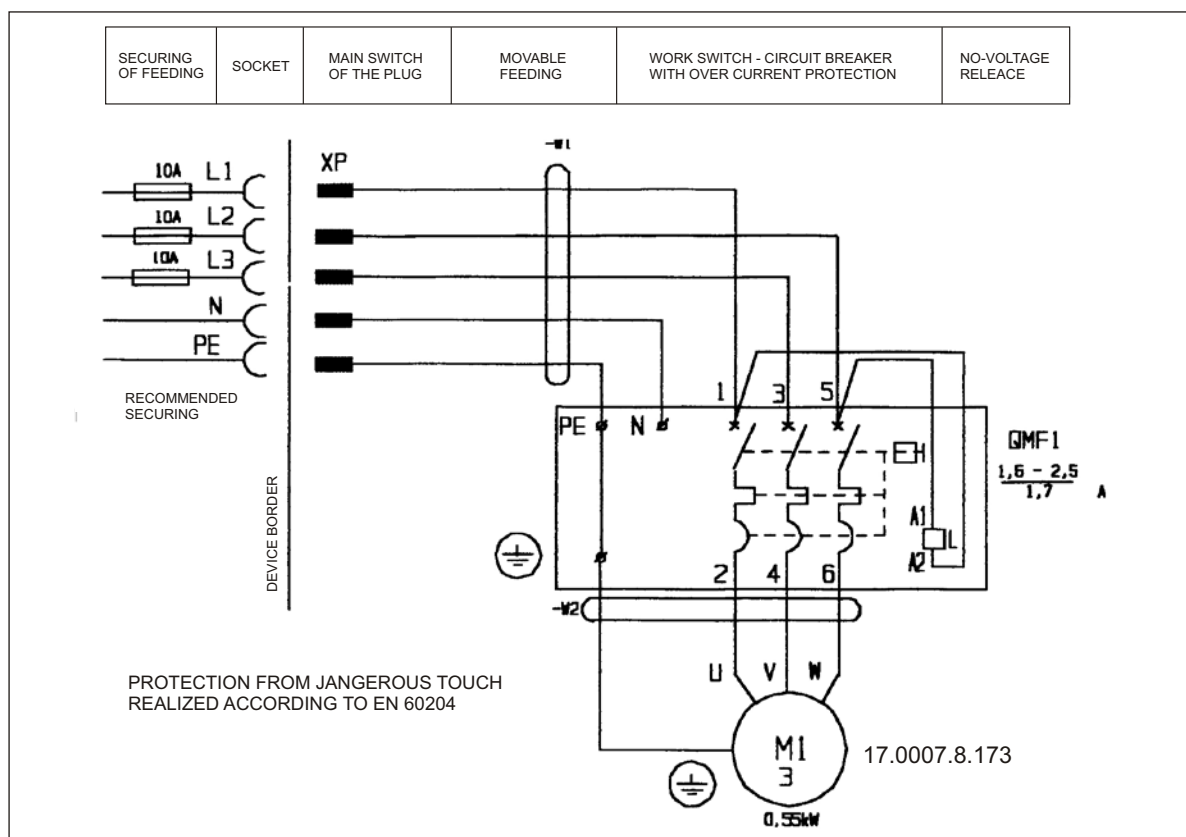 SECURING
OF FEEDING
SOCKET
MAIN SWITCH
OF THE PLUG
MOVABLE
FEEDING
WORK SWITCH - CIRCUIT BREAKER
WITH OVER CURRENT PROTECTION
NO-VOLTAGE
RELEACE
-W1
10A L1
XP
10A L2
10A L3
N
PE
RECOMMENDED
SECURING
DEVICE BORDER
1 3 5
PE N
QMF1
1,6 - 2,5
1,7 A
A1
A2
2 4 6
-W2
U V W
PROTECTION FROM JANGEROUS TOUCH
REALIZED ACCORDING TO EN 60204
M1
3
17.0007.8.173
0,55kW